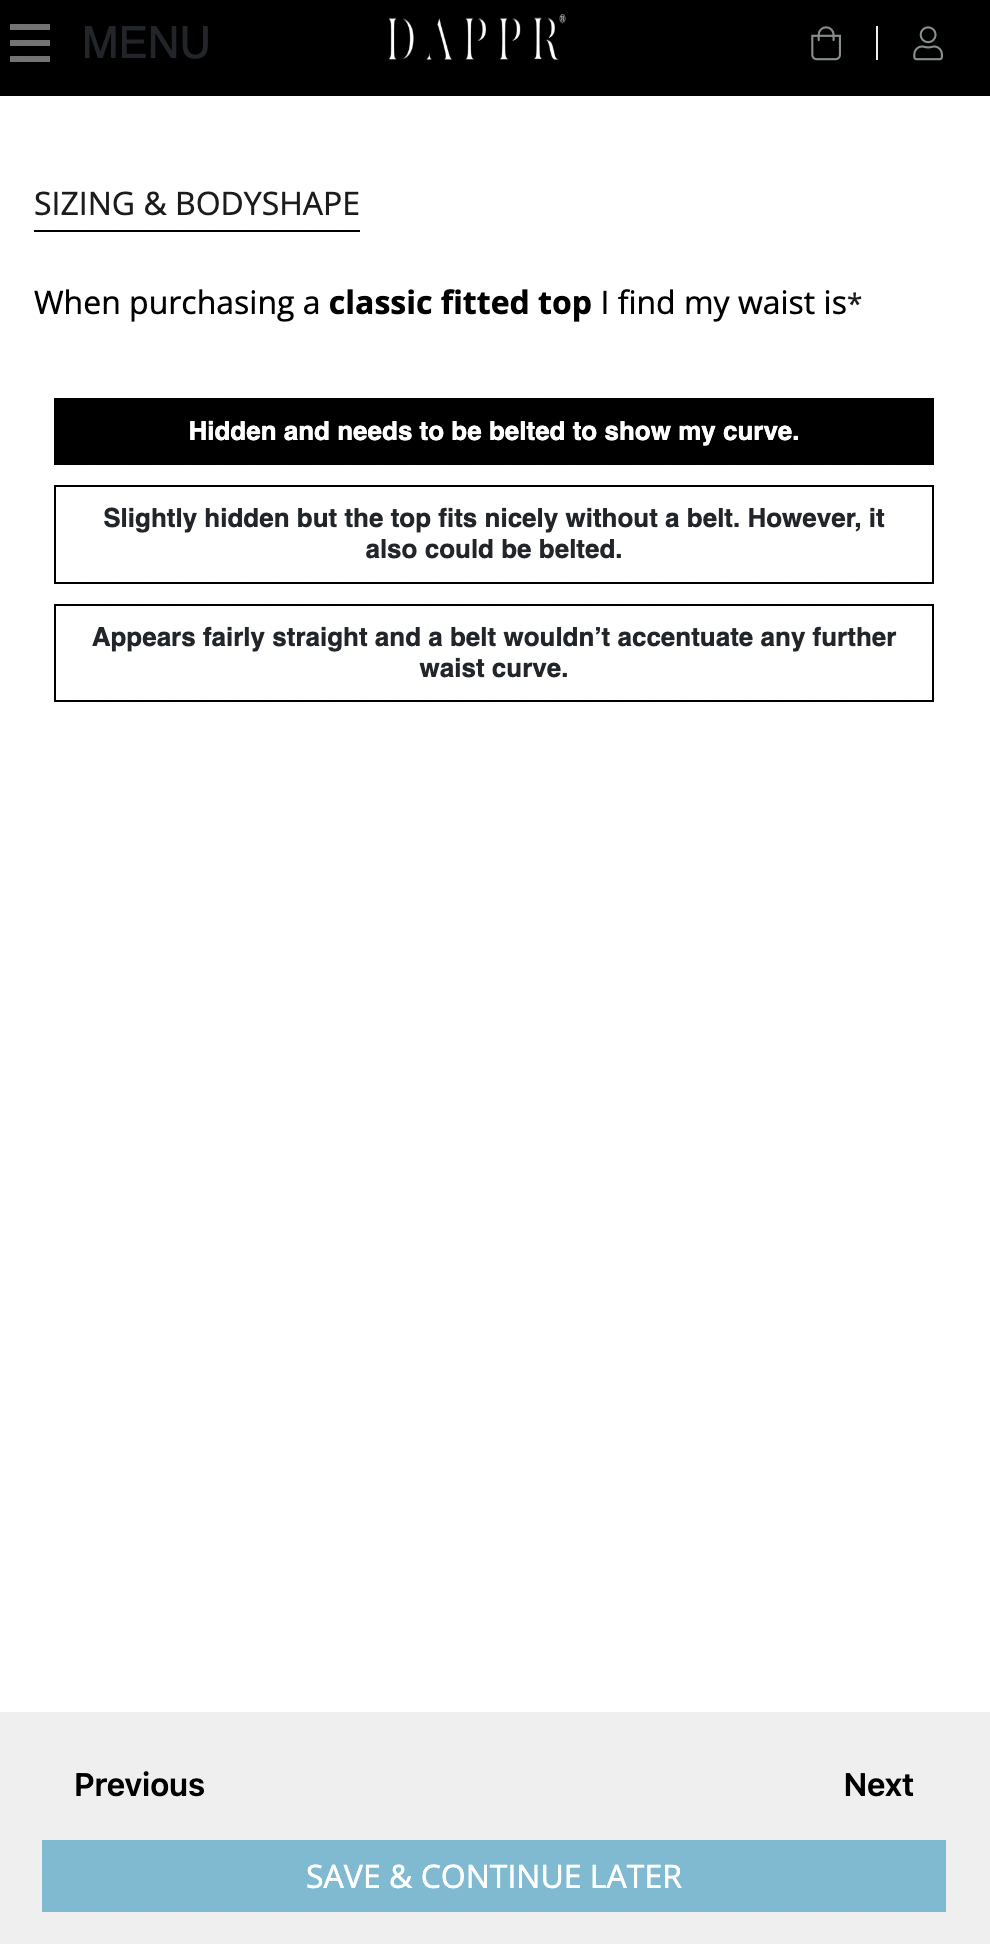 MENU
DAPPR®
SIZING & BODYSHAPE
When purchasing a classic fitted top I find my waist is*
Hidden and needs to be belted to show my curve.
Slightly hidden but the top fits nicely without a belt. However, it
also could be belted.
Appears fairly straight and a belt wouldn’t accentuate any further
waist curve.
Previous
Next
SAVE & CONTINUE LATER